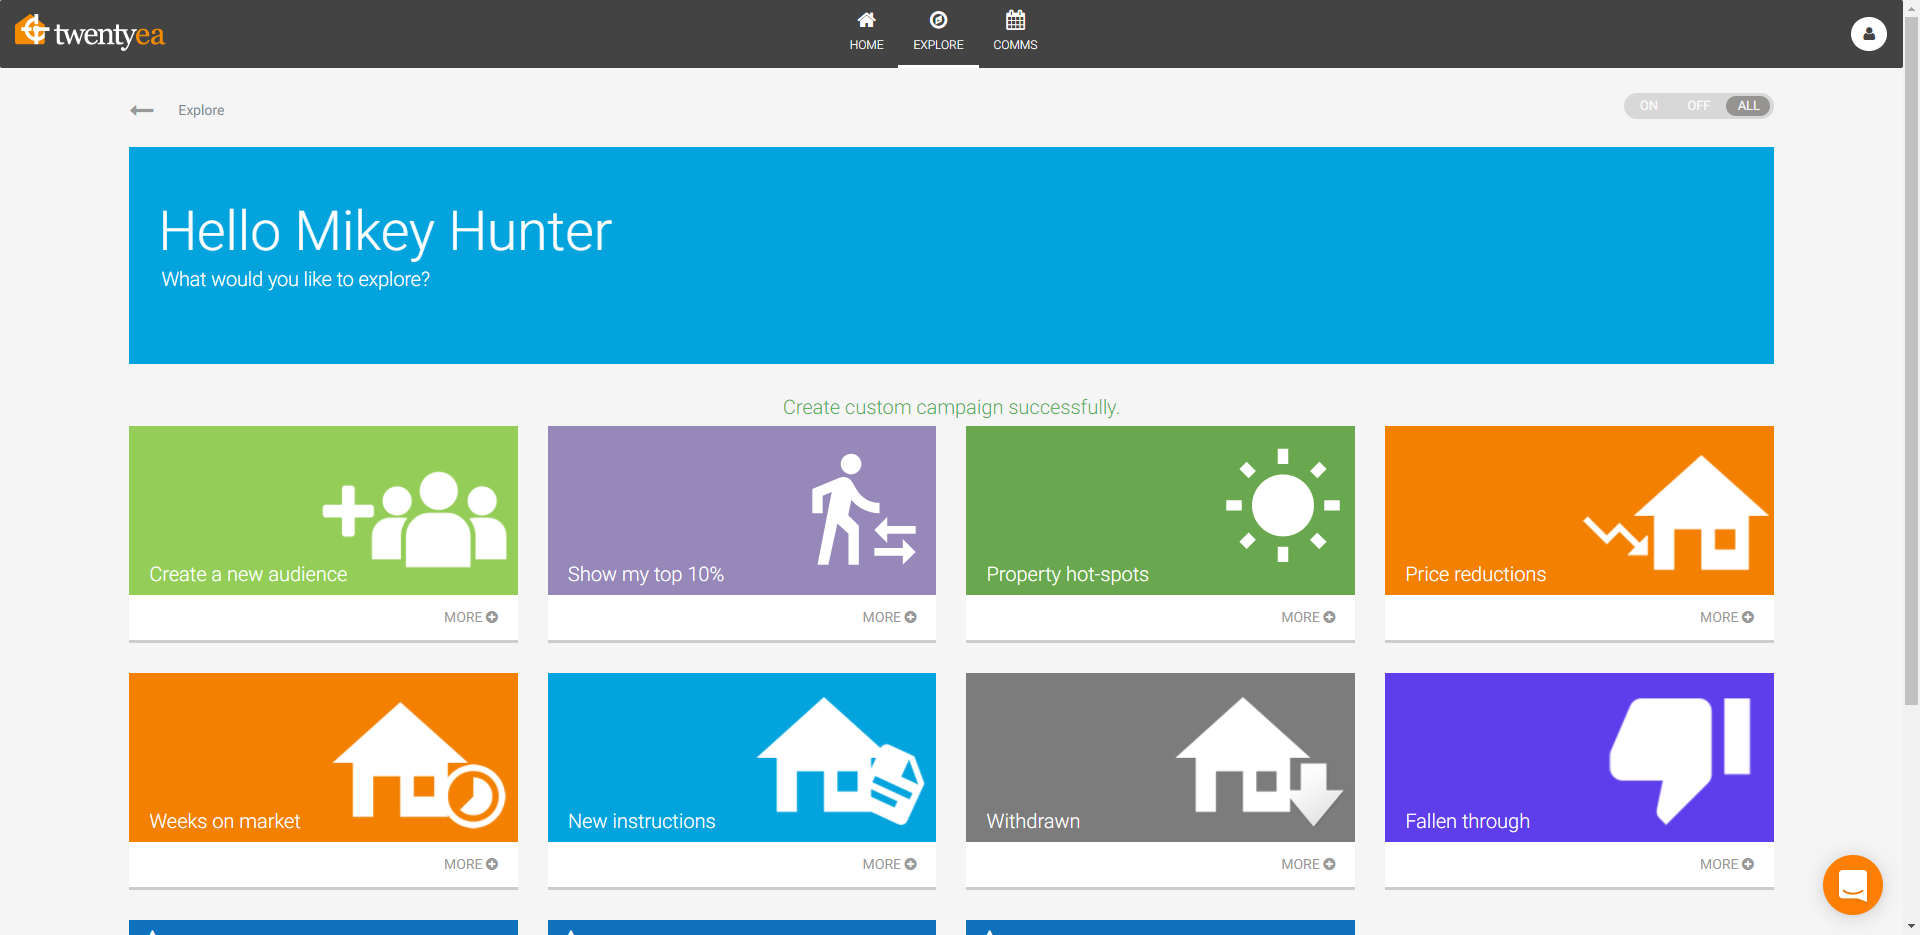 twentyea
HOME
EXPLORE
COMMS
Explore
ON
OFF
ALL
Hello Mikey Hunter
What would you like to explore?
Create custom campaign successfully.
Create a new audience
MORE
Show my top 10%
MORE
Property hot-spots
MORE
Price reductions
MORE
Weeks on market
MORE
New instructions
MORE
Withdrawn
MORE
Fallen through
MORE